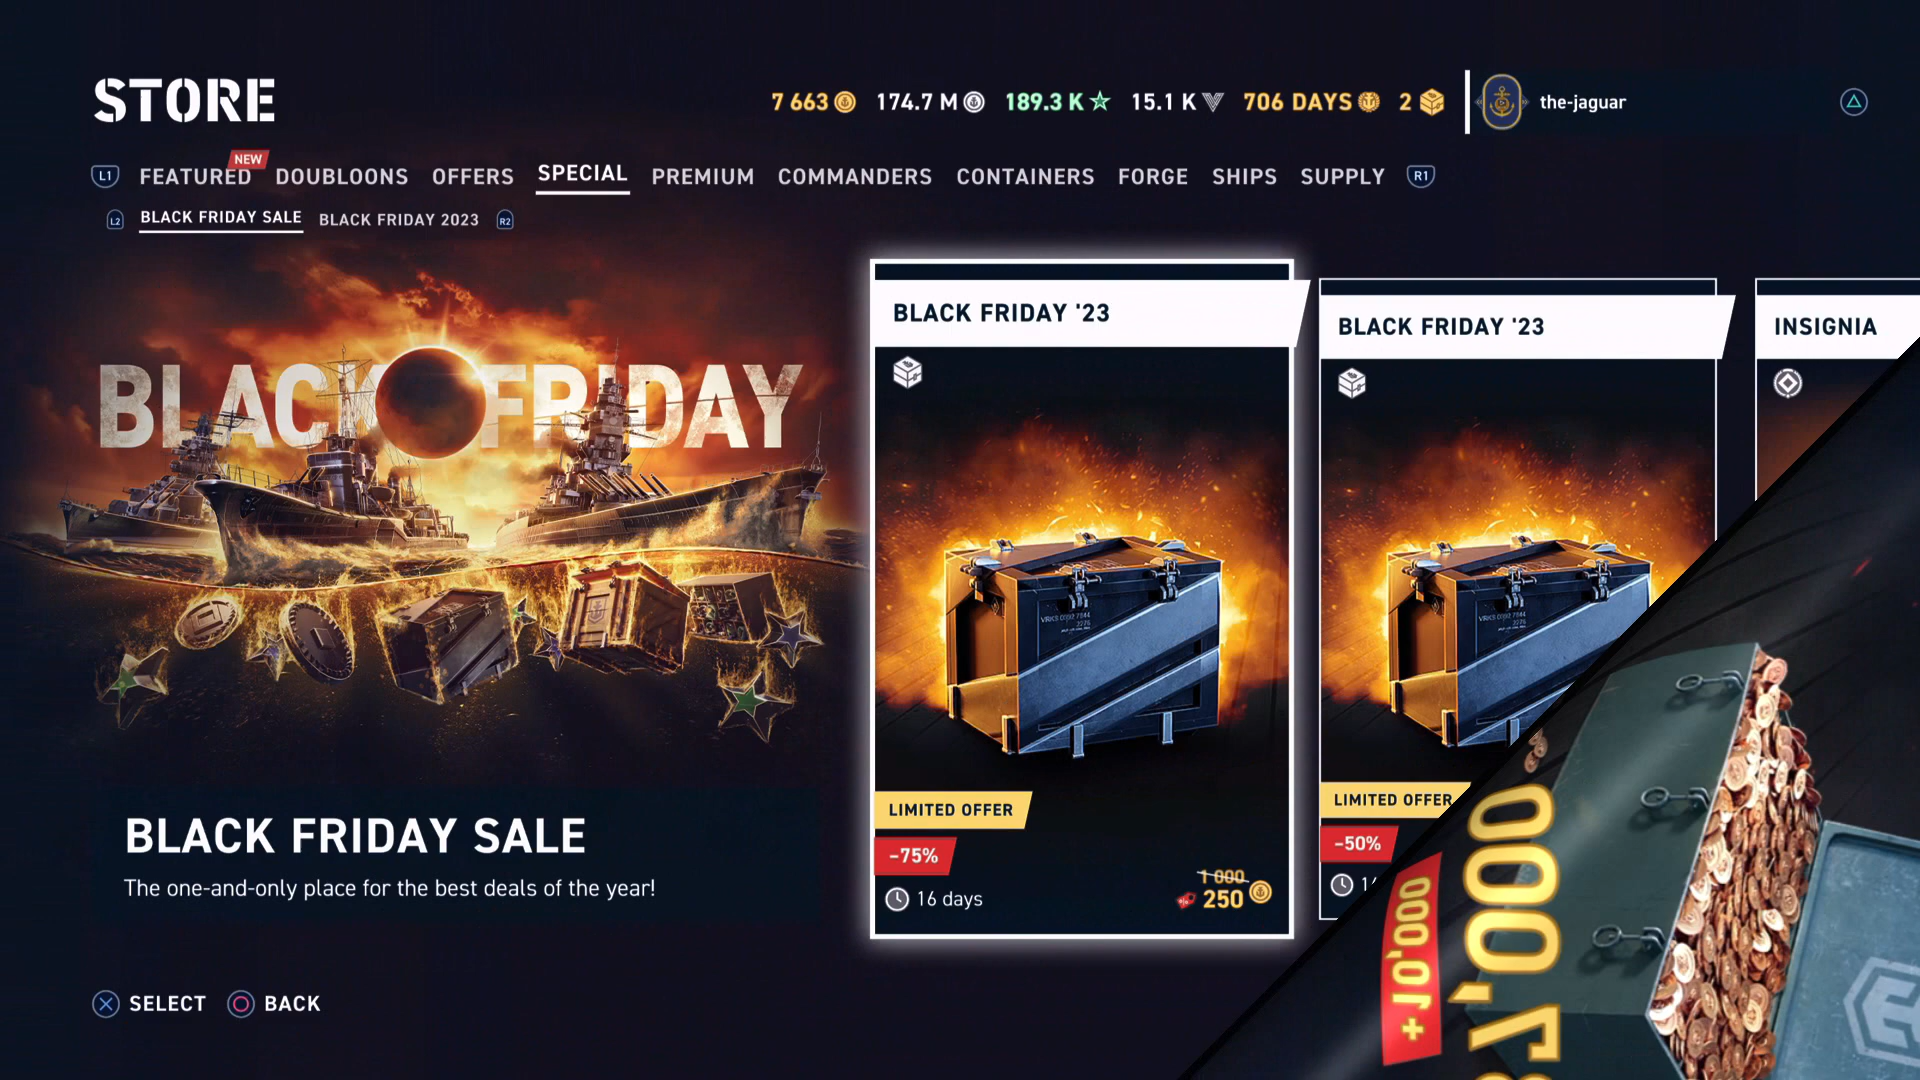 STORE
7 663 174.7 M 189.3 K 15.1 K 706 DAYS 2 the-jaguar
L1 FEATURED NEW DOUBLOONS OFFERS SPECIAL PREMIUM COMMANDERS CONTAINERS FORGE SHIPS SUPPLY R1
L2 BLACK FRIDAY SALE BLACK FRIDAY 2023 R2
BLACK FRIDAY
BLACK FRIDAY SALE
The one-and-only place for the best deals of the year!
BLACK FRIDAY '23
LIMITED OFFER
-75%
16 days
1 000
250
BLACK FRIDAY '23
LIMITED OFFER
-50%
INSIGNIA
+10'000
SELECT BACK